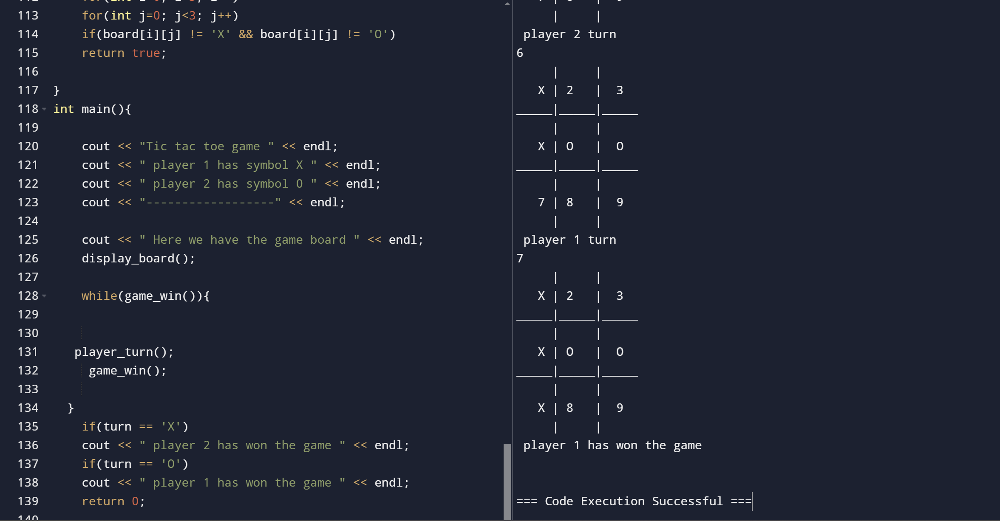 113 for(int j=0; j<3; j++)
114 if(board[i][j] != 'X' && board[i][j] != 'O')
115 return true;
116
117 }
118 int main(){
119
120 cout << "Tic tac toe game " << endl;
121 cout << " player 1 has symbol X " << endl;
122 cout << " player 2 has symbol O " << endl;
123 cout << "------------------" << endl;
124
125 cout << " Here we have the game board " << endl;
126 display_board();
127
128 while(game_win()){
129
130
131 player_turn();
132 game_win();
133
134 }
135 if(turn == 'X')
136 cout << " player 2 has won the game " << endl;
137 if(turn == 'O')
138 cout << " player 1 has won the game " << endl;
139 return 0;
| |
player 2 turn
6
| |
X | 2 | 3
_____|_____|_____
| |
X | O | O
_____|_____|_____
| |
7 | 8 | 9
| |
player 1 turn
7
| |
X | 2 | 3
_____|_____|_____
| |
X | O | O
_____|_____|_____
| |
X | 8 | 9
| |
player 1 has won the game
=== Code Execution Successful ===